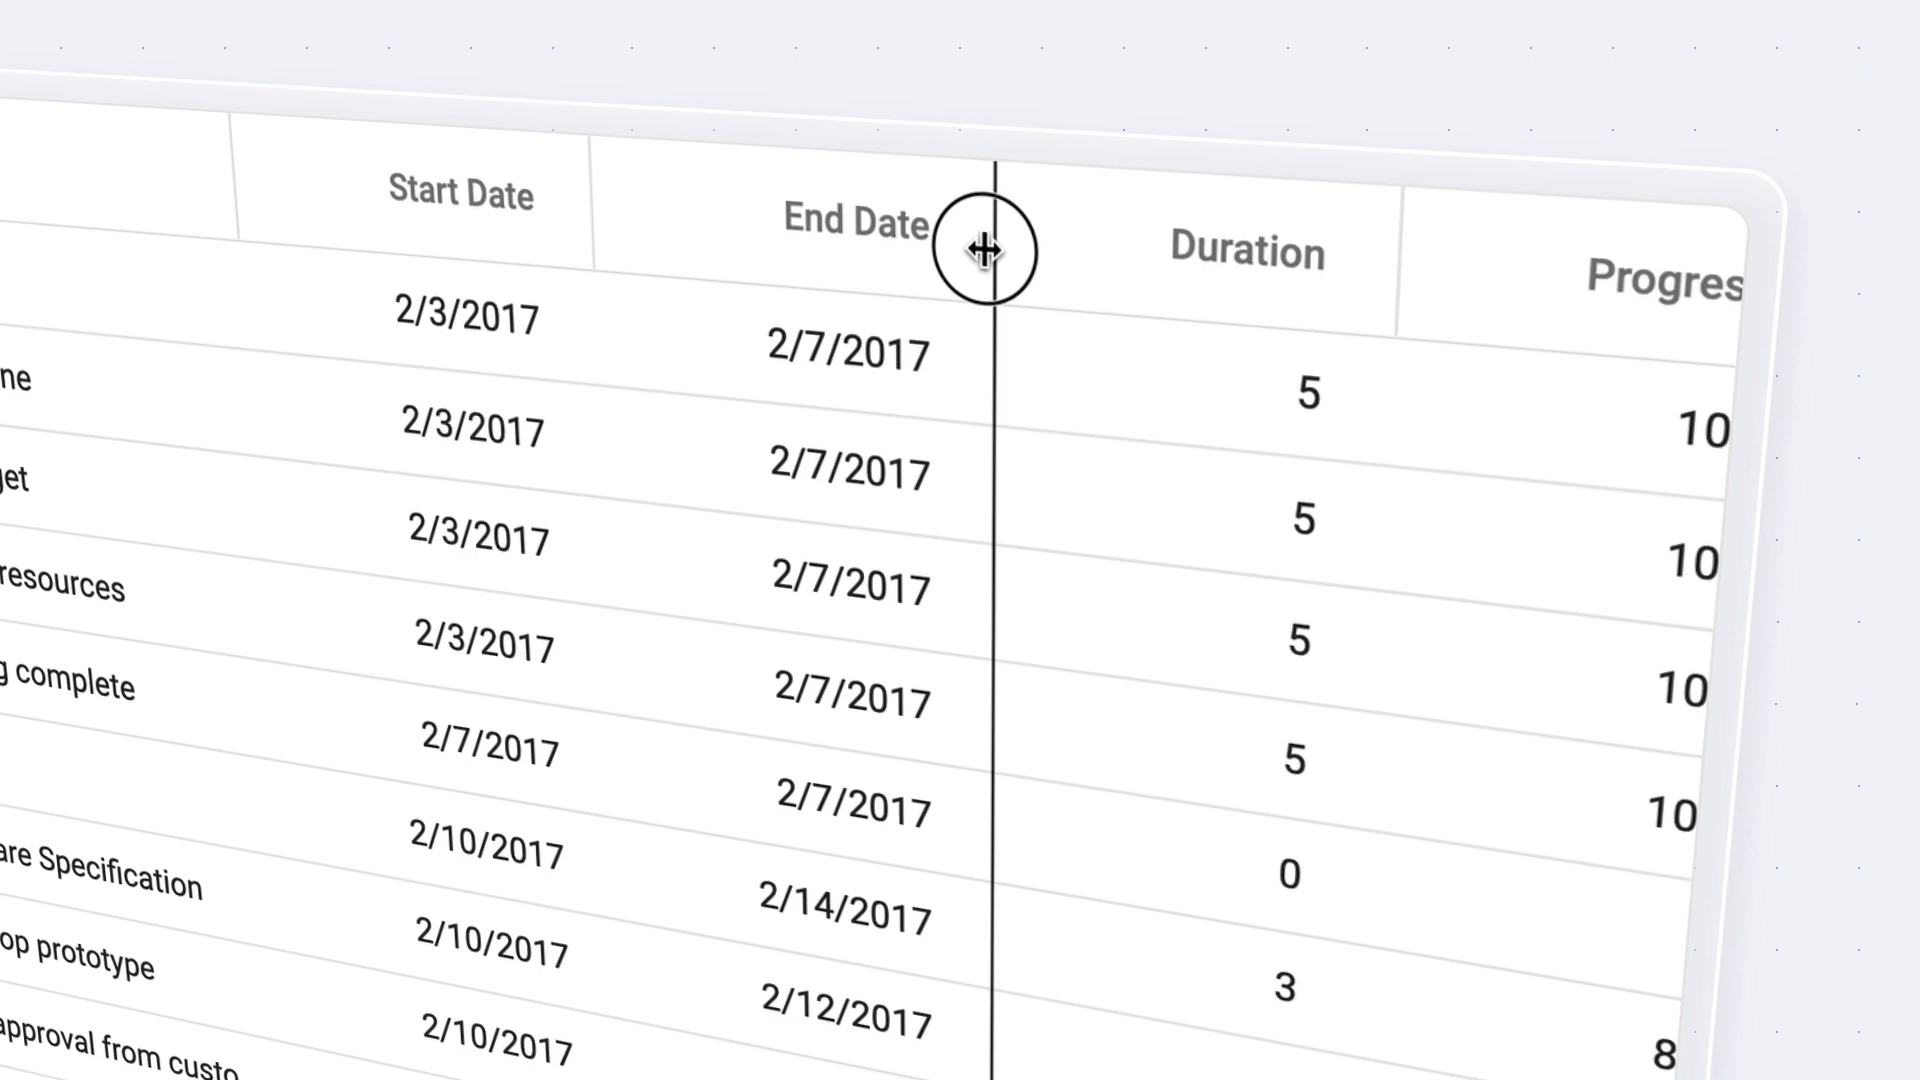 Start Date End Date Duration Progres
2/3/2017 2/7/2017 5 10
ne 2/3/2017 2/7/2017 5 10
get 2/3/2017 2/7/2017 5 10
resources 2/3/2017 2/7/2017 5 10
g complete 2/7/2017 2/7/2017 0
2/10/2017 2/14/2017 3 8
are Specification 2/10/2017 2/12/2017
op prototype 2/10/2017
approval from custo